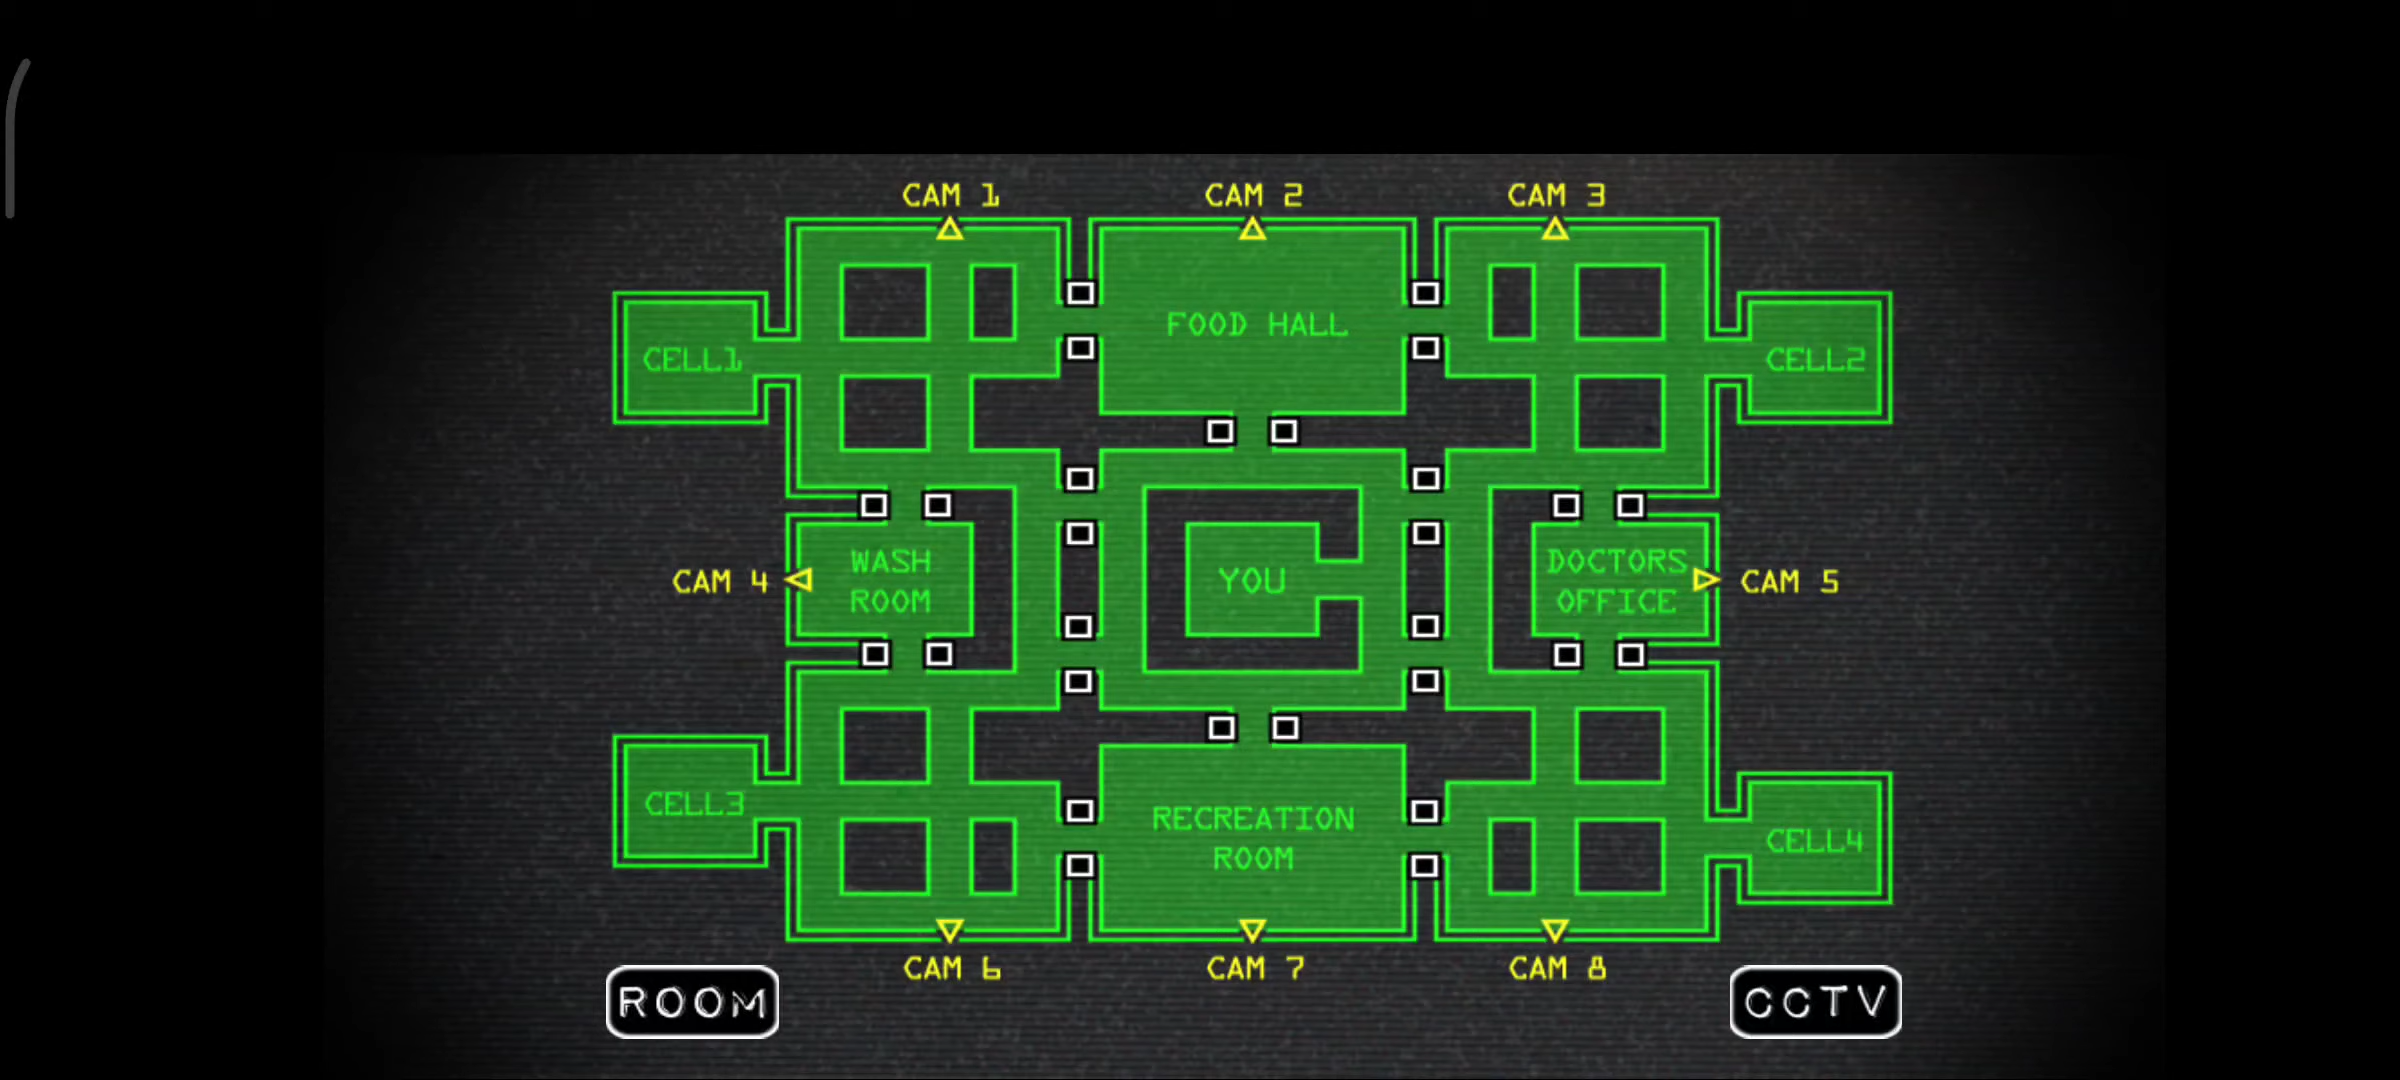 CAM 1
CAM 2
CAM 3
FOOD HALL
CELL1
CELL2
WASH
ROOM
YOU
DOCTORS
OFFICE
CAM 4
CAM 5
CELL3
RECREATION
ROOM
CELL4
CAM 6
CAM 7
CAM 8
ROOM
CCTV